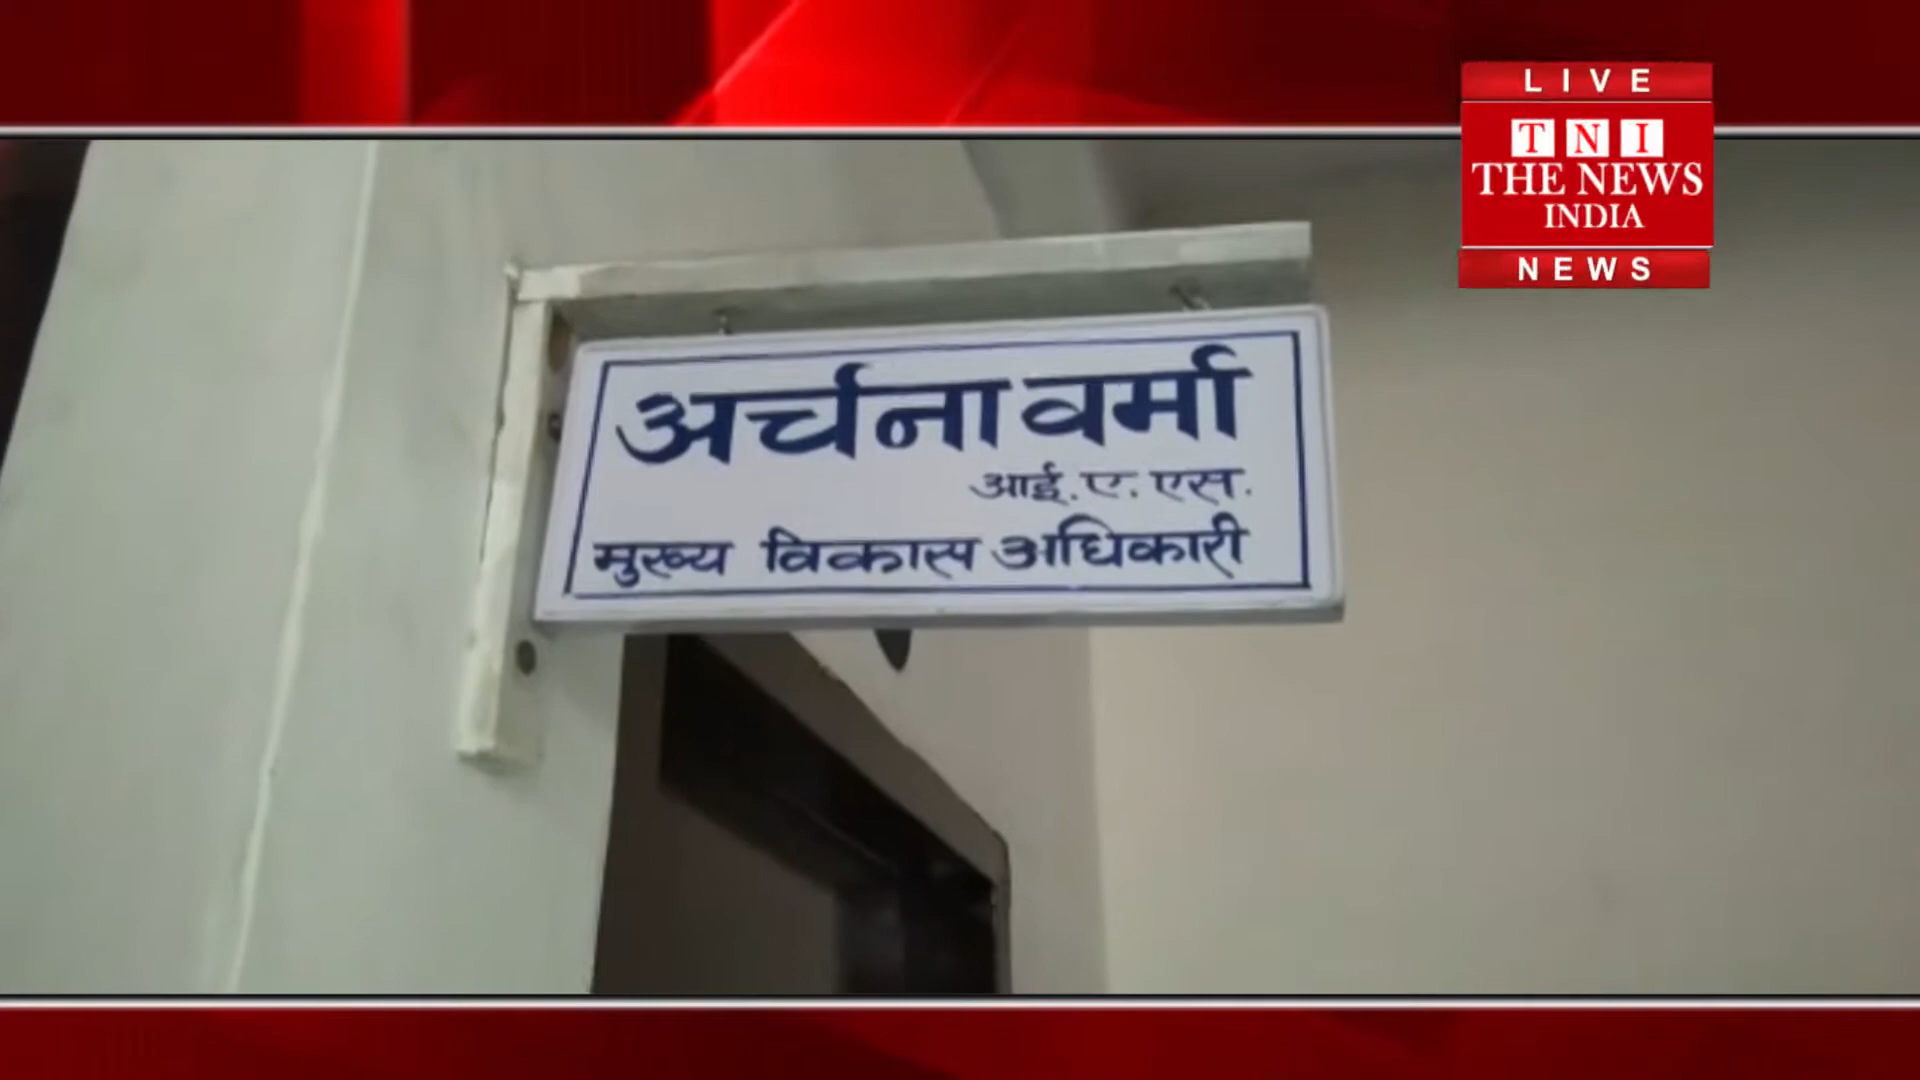 LIVE
TNI
THE NEWS
INDIA
NEWS
अर्चना वर्मा
आई.ए.एस.
मुख्य विकास अधिकारी